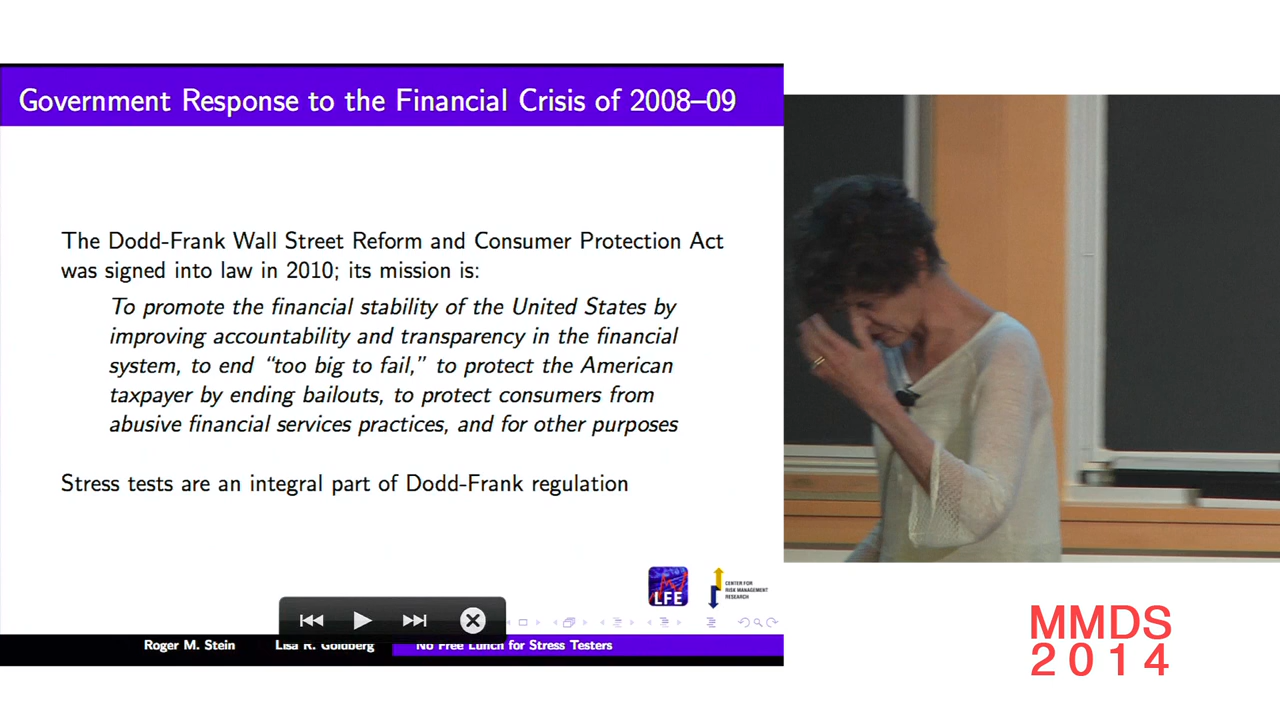 Government Response to the Financial Crisis of 2008–09
The Dodd-Frank Wall Street Reform and Consumer Protection Act
was signed into law in 2010; its mission is:
To promote the financial stability of the United States by
improving accountability and transparency in the financial
system, to end “too big to fail,” to protect the American
taxpayer by ending bailouts, to protect consumers from
abusive financial services practices, and for other purposes
Stress tests are an integral part of Dodd-Frank regulation
LFE
CENTER FOR
RISK MANAGEMENT
RESEARCH
Roger M. Stein Lisa R. Goldberg No Free Lunch for Stress Testers
MMDS
2014